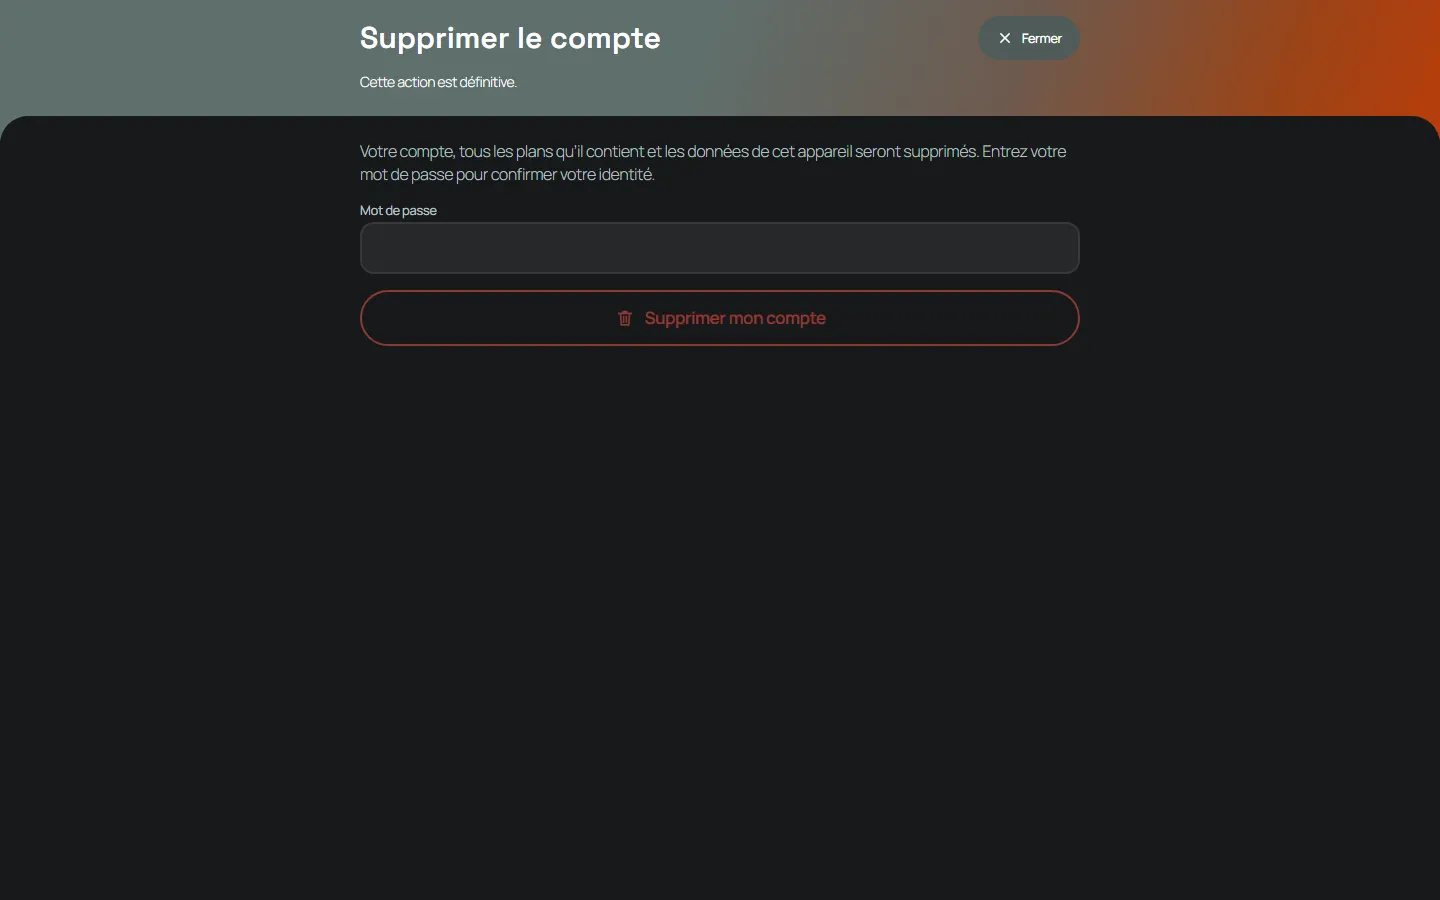 Supprimer le compte
Fermer
Cette action est définitive.
Votre compte, tous les plans qu’il contient et les données de cet appareil seront supprimés. Entrez votre
mot de passe pour confirmer votre identité.
Mot de passe
Supprimer mon compte